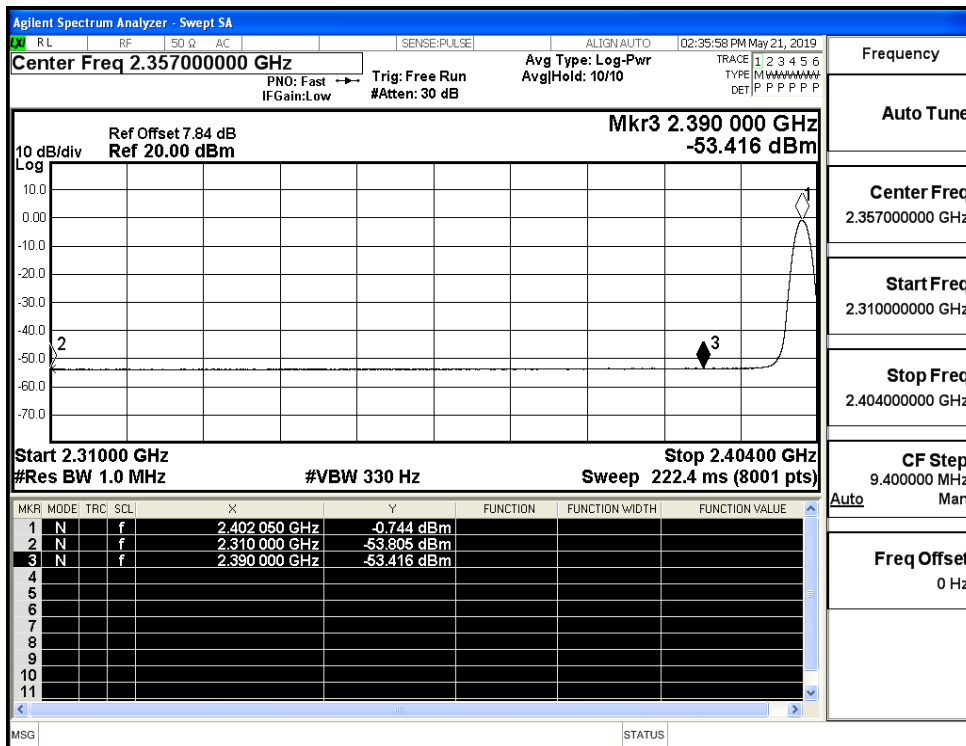 Agilent Spectrum Analyzer - Swept SA
LXI RL RF 50 Ω AC SENSE:PULSE ALIGN AUTO 02:35:58 PM May 21, 2019
Center Freq 2.357000000 GHz
PNO: Fast
IFGain:Low
Trig: Free Run
#Atten: 30 dB
Avg Type: Log-Pwr
Avg|Hold: 10/10
TRACE 1 2 3 4 5 6
TYPE M WWWWW
DET P P P P P P
Ref Offset 7.84 dB
10 dB/div Ref 20.00 dBm
Log
Mkr3 2.390 000 GHz
-53.416 dBm
10.0
0.00
-10.0
-20.0
-30.0
-40.0
-50.0
-60.0
-70.0
1
2
3
Start 2.31000 GHz Stop 2.40400 GHz
#Res BW 1.0 MHz #VBW 330 Hz Sweep 222.4 ms (8001 pts)
MKR MODE TRC SCL X Y FUNCTION FUNCTION WIDTH FUNCTION VALUE
1 N f 2.402 050 GHz -0.744 dBm
2 N f 2.310 000 GHz -53.805 dBm
3 N f 2.390 000 GHz -53.416 dBm
4
5
6
7
8
9
10
11
MSG STATUS
Frequency
Auto Tune
Center Freq
2.357000000 GHz
Start Freq
2.310000000 GHz
Stop Freq
2.404000000 GHz
CF Step
9.400000 MHz
Auto Man
Freq Offset
0 Hz